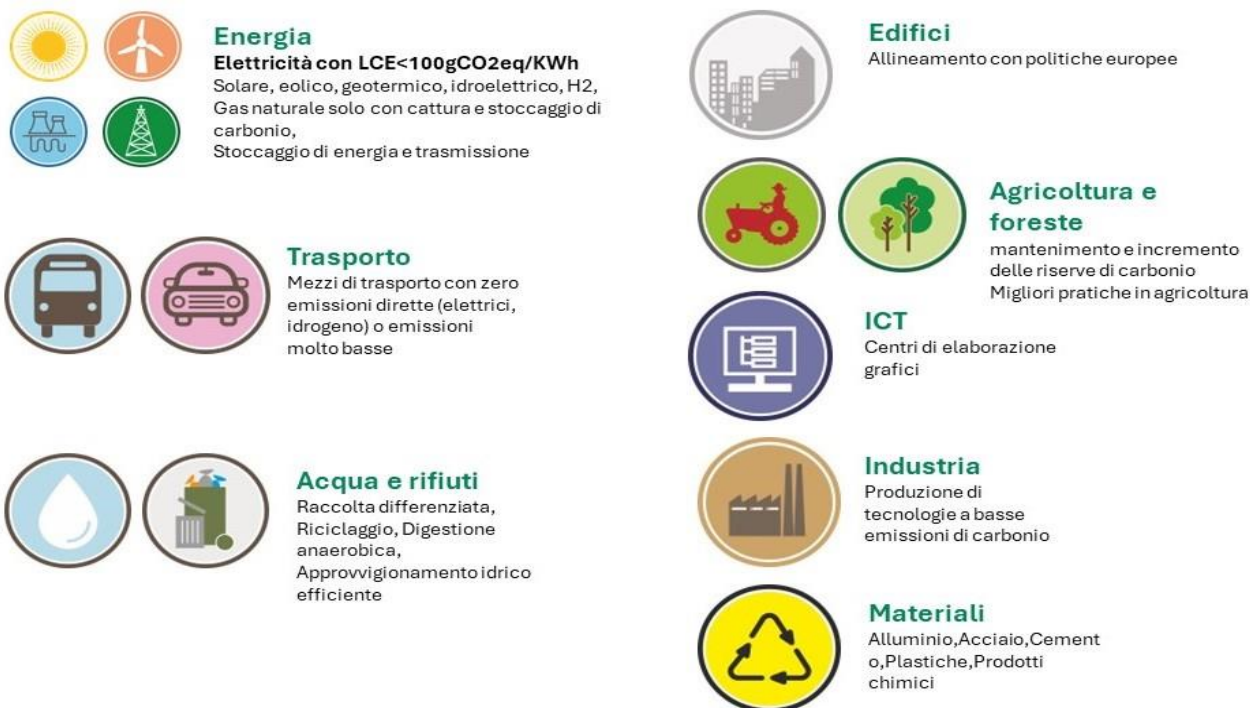 Energia
Elettricità con LCE<100gCO2eq/KWh
Solare, eolico, geotermico, idroelettrico, H2,
Gas naturale solo con cattura e stoccaggio di
carbonio,
Stoccaggio di energia e trasmissione
Trasporto
Mezzi di trasporto con zero
emissioni dirette (elettrici,
idrogeno) o emissioni
molto basse
Acqua e rifiuti
Raccolta differenziata,
Riciclaggio, Digestione
anaerobica,
Approvvigionamento idrico
efficiente
Edifici
Allineamento con politiche europee
Agricoltura e
foreste
mantenimento e incremento
delle riserve di carbonio
Migliori pratiche in agricoltura
ICT
Centri di elaborazione
grafici
Industria
Produzione di
tecnologie a basse
emissioni di carbonio
Materiali
Alluminio,Acciaio,Cement
o,Plastiche,Prodotti
chimici